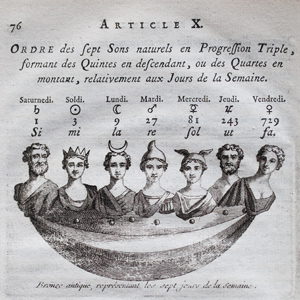 76 ARTICLE X.
ORDRE des sept Sons naturels en Progression Triple,
formant des Quintes en descendant, ou des Quartes en
montant, relativement aux Jours de la Semaine.
Saturnedi. Soldi. Lundi. Mardi. Mercredi. Jeudi. Vendredi.
♄ ☉ ☾ ♂ ☿ ♃ ♀
1 3 9 27 81 243 729
Si mi la re sol ut fa.
Bronze antique, représentant les sept jours de la semaine.